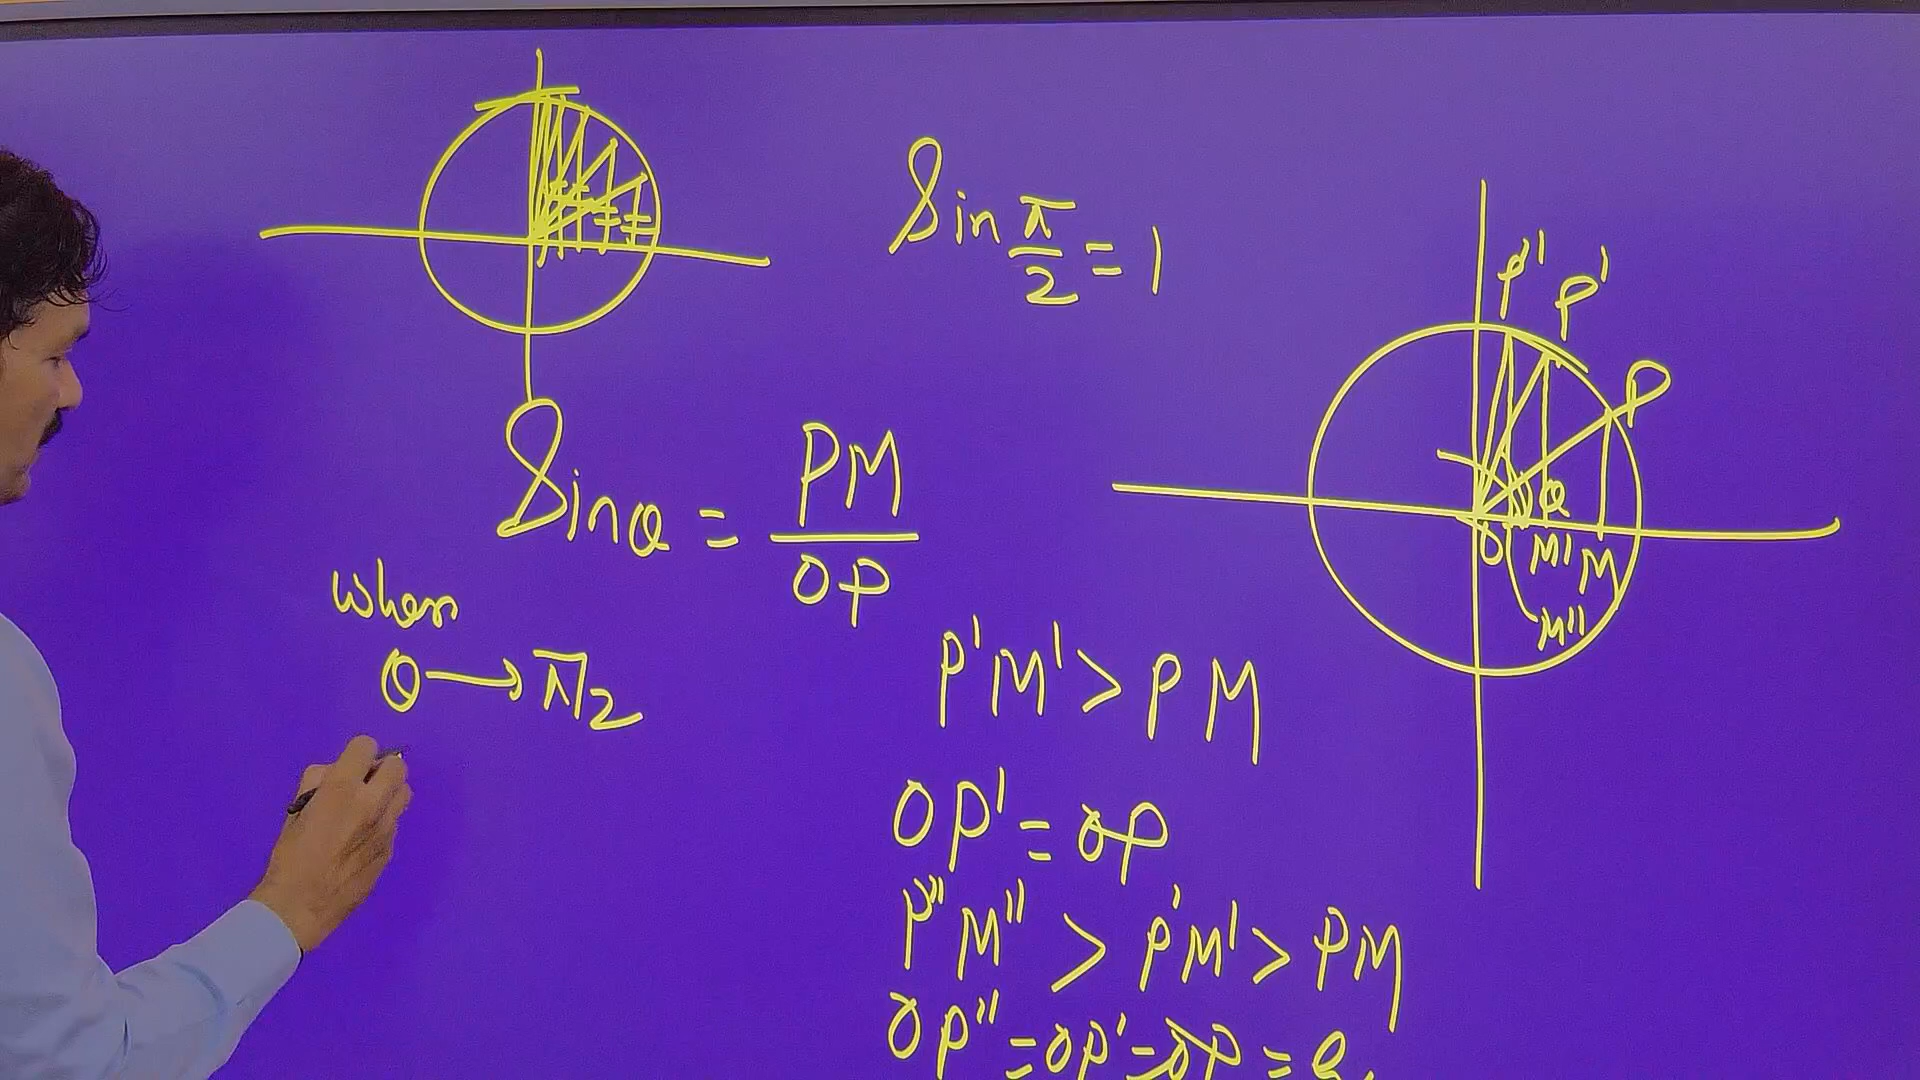 Sin π/2 = 1
Sin θ = PM/OP
when
θ → π/2
P'' P'
P
θ
O M' M
M''
P'M' > PM
OP' = OP
P''M'' > P'M' > PM
OP'' = OP' = OP =